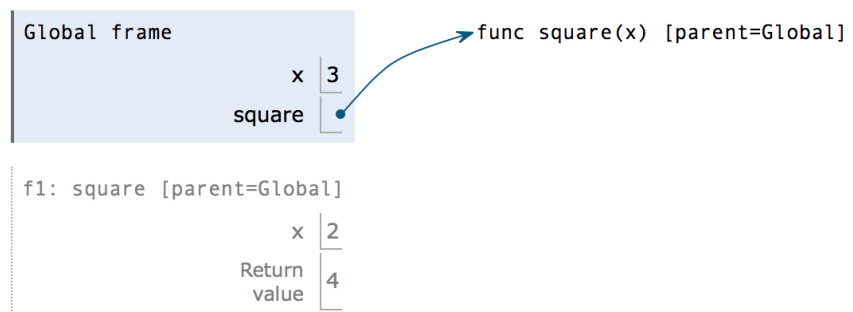 Global frame
func square(x) [parent=Global]
x 3
square
f1: square [parent=Global]
x 2
Return
value 4